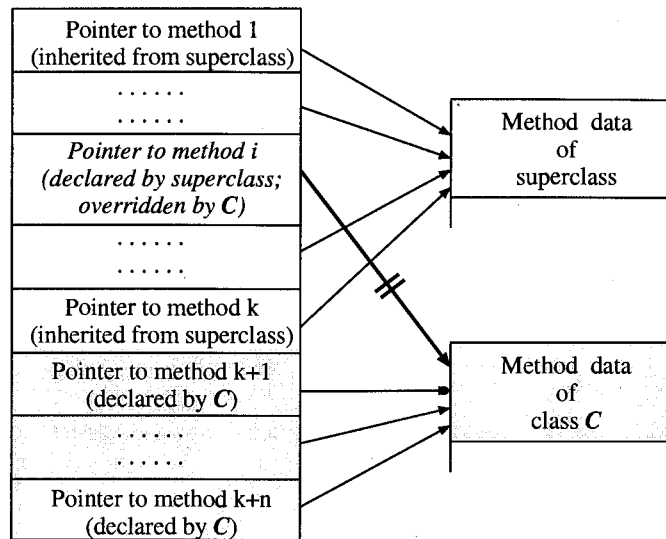 Pointer to method 1
(inherited from superclass)
. . . . . .
. . . . . .
Pointer to method i
(declared by superclass;
overridden by C)
. . . . . .
. . . . . .
Pointer to method k
(inherited from superclass)
Pointer to method k+1
(declared by C)
. . . . . .
. . . . . .
Pointer to method k+n
(declared by C)
Method data
of
superclass
Method data
of
class C